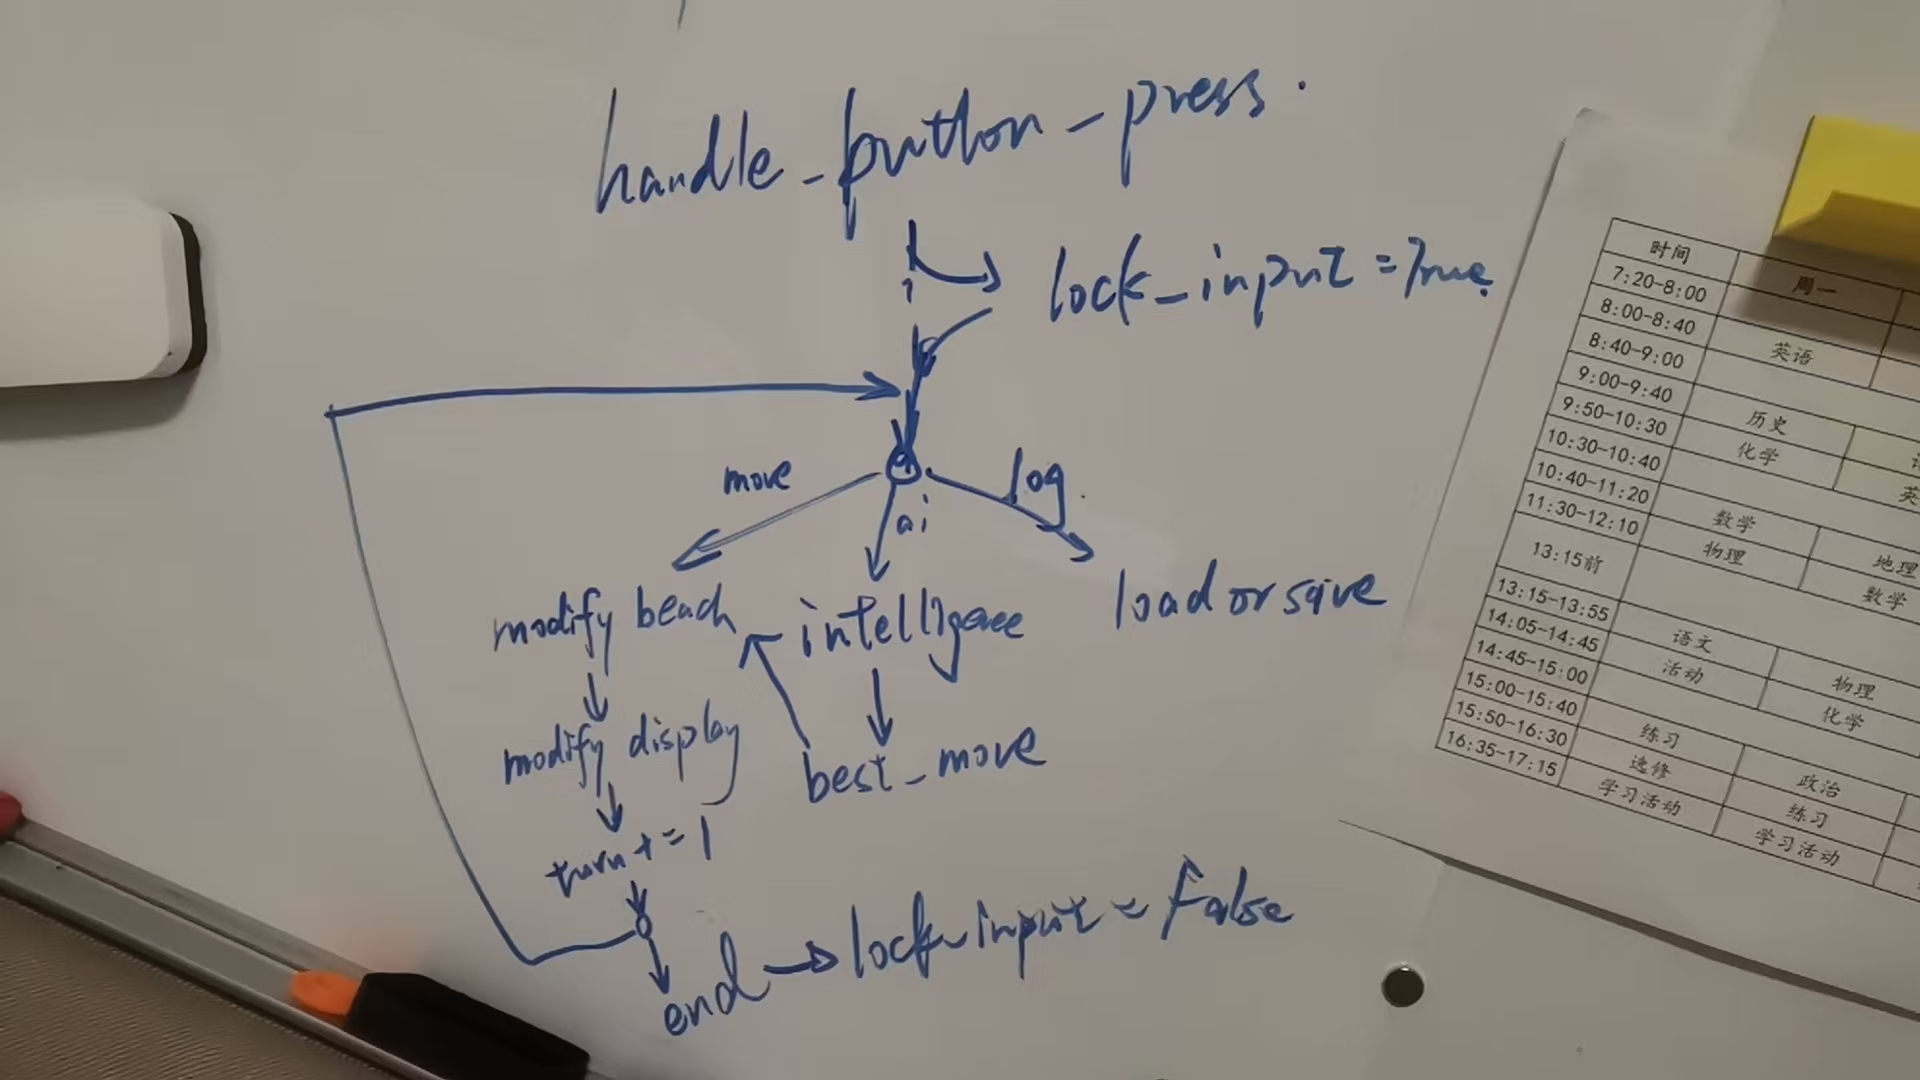 handle_button_press.
lock_input = True
move
ai
log
modify beach
intelligence
load or save
modify display
best_move
turn += 1
end → lock_input = False
时间
周一
7:20-8:00
8:00-8:40
英语
8:40-9:00
9:00-9:40
历史
9:50-10:30
化学
10:30-10:40
英
10:40-11:20
数学
地理
11:30-12:10
物理
数学
13:15前
13:15-13:55
语文
物理
14:05-14:45
活动
化学
14:45-15:00
15:00-15:40
练习
政治
15:50-16:30
选修
练习
16:35-17:15
学习活动
学习活动